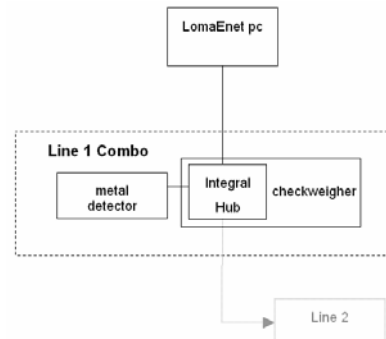 LomaEnet pc
Line 1 Combo
metal
detector
Integral
Hub
checkweigher
Line 2